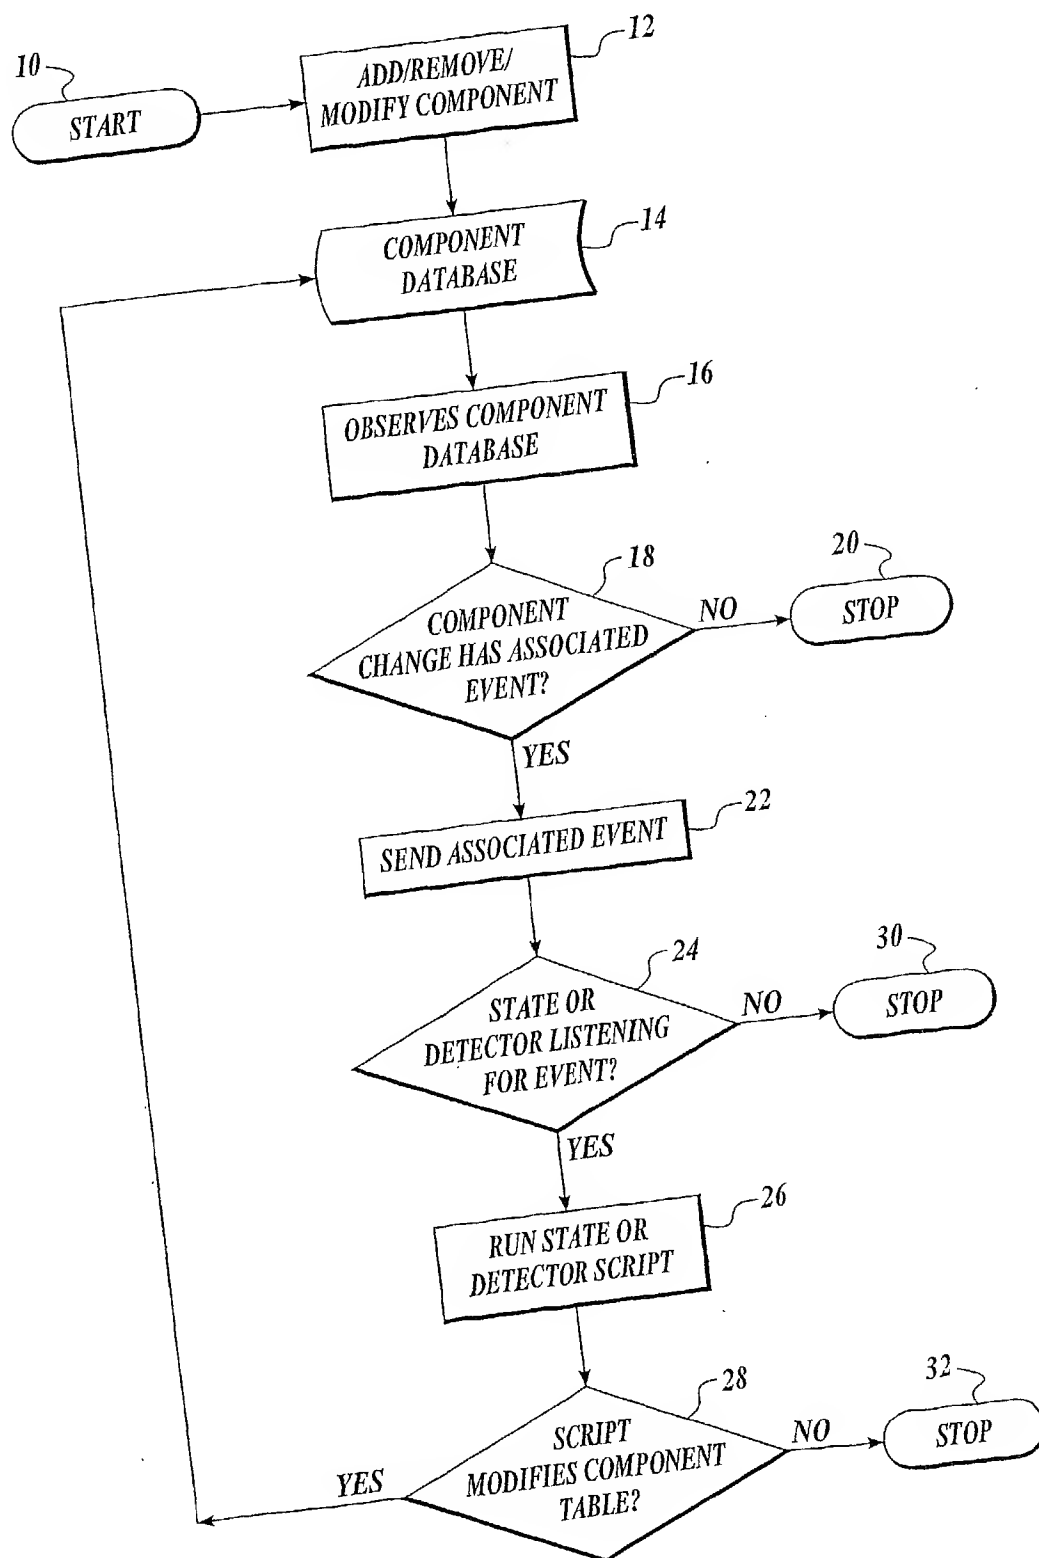 10
START
12
ADD/REMOVE/
MODIFY COMPONENT
14
COMPONENT
DATABASE
16
OBSERVES COMPONENT
DATABASE
18
COMPONENT
CHANGE HAS ASSOCIATED
EVENT?
NO
20
STOP
YES
22
SEND ASSOCIATED EVENT
24
STATE OR
DETECTOR LISTENING
FOR EVENT?
NO
30
STOP
YES
26
RUN STATE OR
DETECTOR SCRIPT
28
SCRIPT
MODIFIES COMPONENT
TABLE?
NO
32
STOP
YES